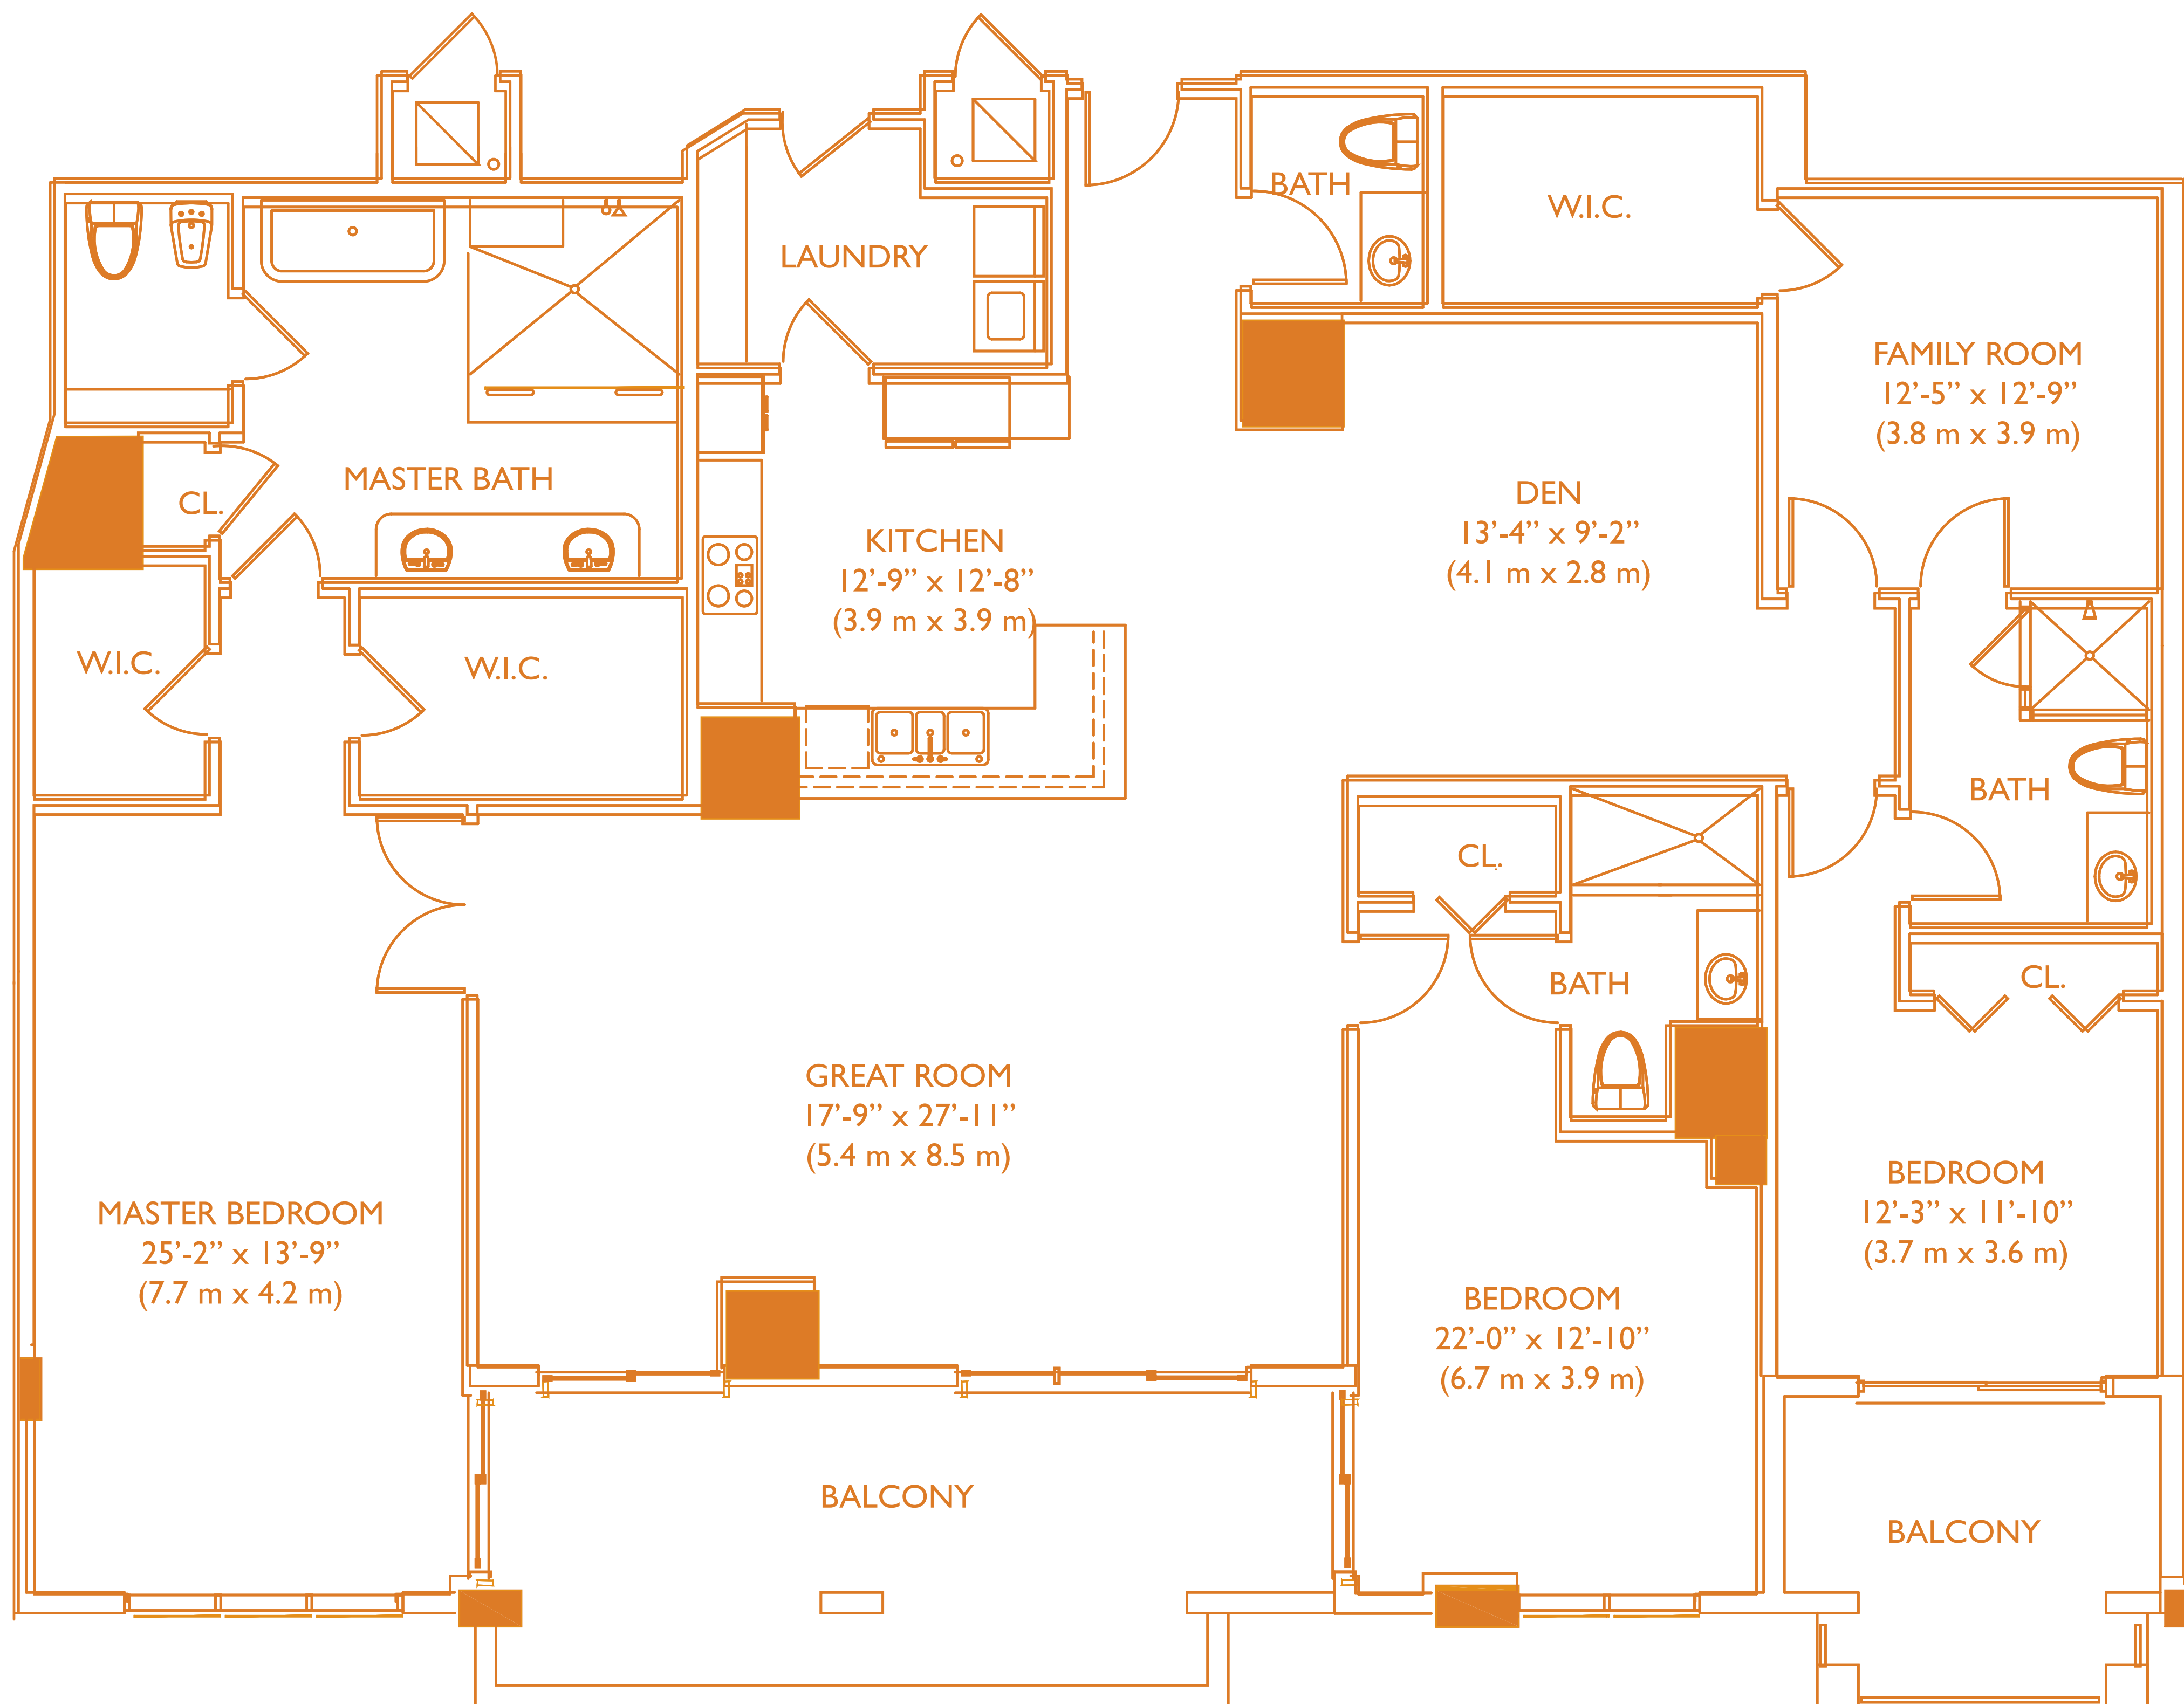 BATH
W.I.C.
LAUNDRY
FAMILY ROOM
12’-5” x 12’-9”
(3.8 m x 3.9 m)
MASTER BATH
CL.
DEN
13’-4” x 9’-2”
(4.1 m x 2.8 m)
KITCHEN
12’-9” x 12’-8”
(3.9 m x 3.9 m)
W.I.C.
W.I.C.
BATH
CL.
BATH
CL.
GREAT ROOM
17’-9” x 27’-11”
(5.4 m x 8.5 m)
MASTER BEDROOM
25’-2” x 13’-9”
(7.7 m x 4.2 m)
BEDROOM
12’-3” x 11’-10”
(3.7 m x 3.6 m)
BEDROOM
22’-0” x 12’-10”
(6.7 m x 3.9 m)
BALCONY
BALCONY